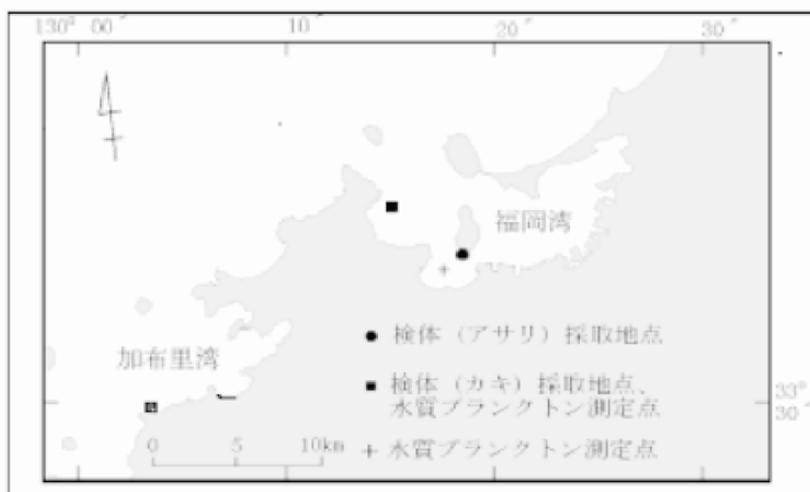 130° 00′ 10′ 20′ 30′
福岡湾
加布里湾
● 検体（アサリ）採取地点
■ 検体（カキ）採取地点、
水質プランクトン測定点
+ 水質プランクトン測定点
33°
30′
0 5 10km